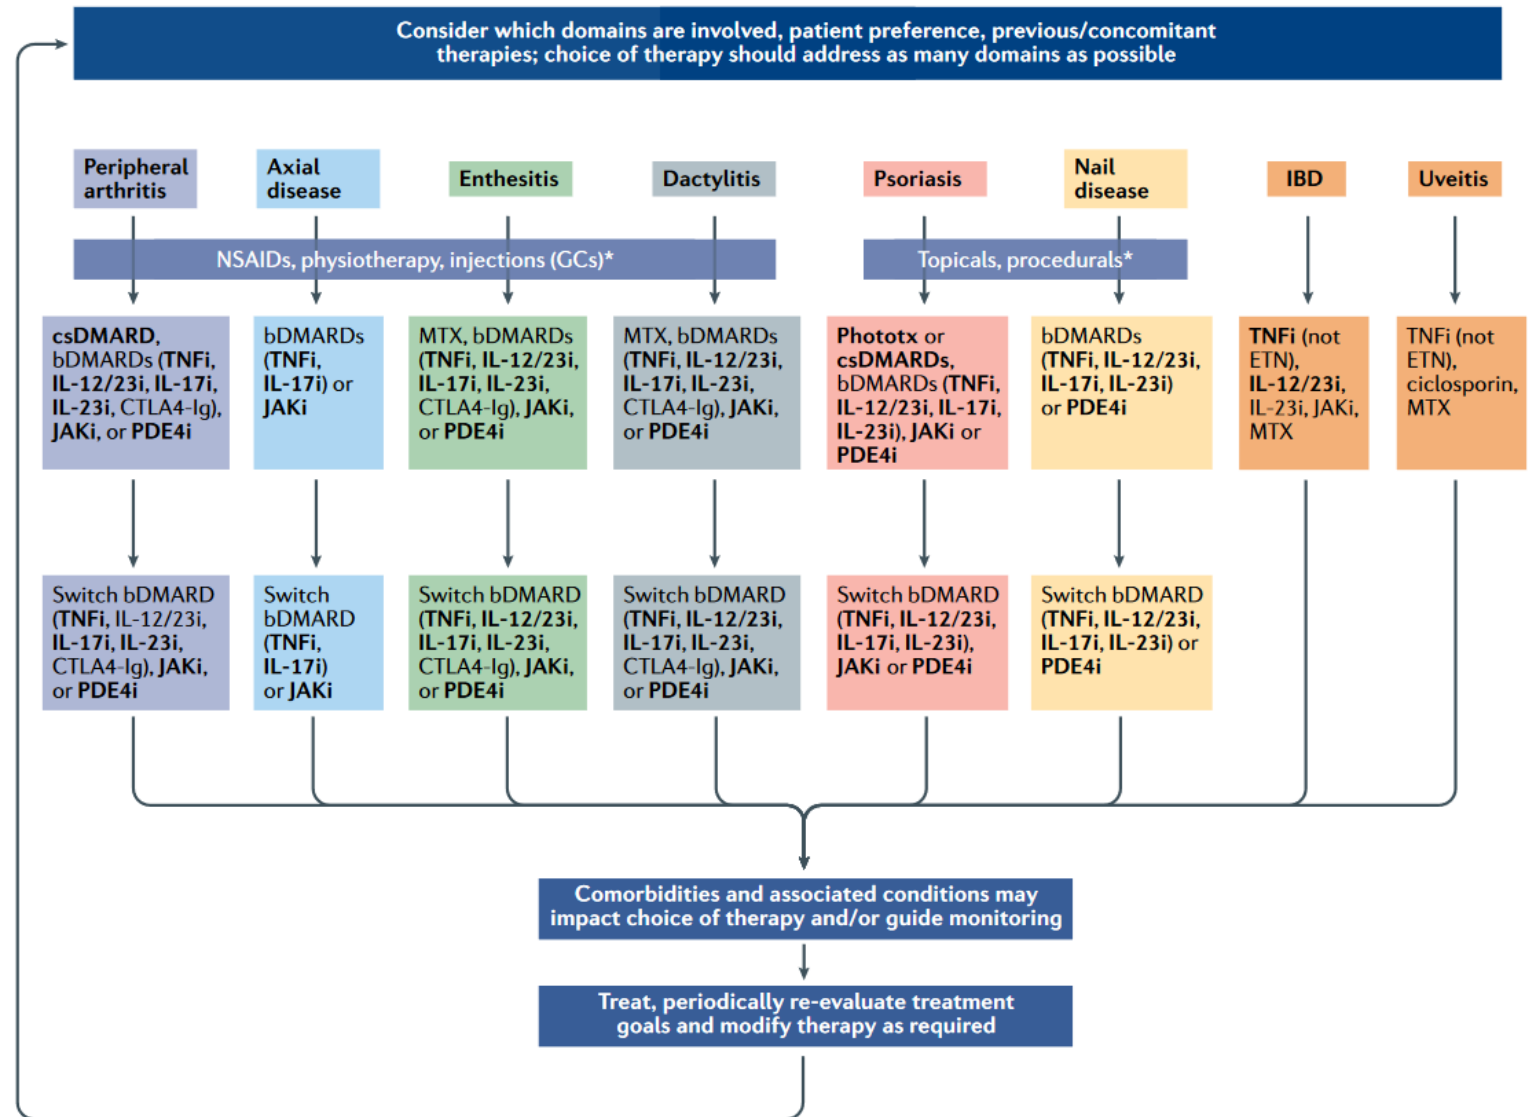 Consider which domains are involved, patient preference, previous/concomitant
therapies; choice of therapy should address as many domains as possible
Peripheral
arthritis
Axial
disease
Enthesitis
Dactylitis
Psoriasis
Nail
disease
IBD
Uveitis
NSAIDs, physiotherapy, injections (GCs)*
Topicals, procedurals*
csDMARD,
bDMARDs (TNFi,
IL-12/23i, IL-17i,
IL-23i, CTLA4-Ig),
JAKi, or PDE4i
bDMARDs
(TNFi,
IL-17i) or
JAKi
MTX, bDMARDs
(TNFi, IL-12/23i,
IL-17i, IL-23i,
CTLA4-Ig), JAKi,
or PDE4i
MTX, bDMARDs
(TNFi, IL-12/23i,
IL-17i, IL-23i,
CTLA4-Ig), JAKi,
or PDE4i
Phototx or
csDMARDs,
bDMARDs (TNFi,
IL-12/23i, IL-17i,
IL-23i), JAKi or
PDE4i
bDMARDs
(TNFi, IL-12/23i,
IL-17i, IL-23i)
or PDE4i
TNFi (not
ETN),
IL-12/23i,
IL-23i, JAKi,
MTX
TNFi (not
ETN),
ciclosporin,
MTX
Switch bDMARD
(TNFi, IL-12/23i,
IL-17i, IL-23i,
CTLA4-Ig), JAKi,
or PDE4i
Switch
bDMARD
(TNFi,
IL-17i)
or JAKi
Switch bDMARD
(TNFi, IL-12/23i,
IL-17i, IL-23i,
CTLA4-Ig), JAKi,
or PDE4i
Switch bDMARD
(TNFi, IL-12/23i,
IL-17i, IL-23i,
CTLA4-Ig), JAKi,
or PDE4i
Switch bDMARD
(TNFi, IL-12/23i,
IL-17i, IL-23i),
JAKi or PDE4i
Switch bDMARD
(TNFi, IL-12/23i,
IL-17i, IL-23i) or
PDE4i
Comorbidities and associated conditions may
impact choice of therapy and/or guide monitoring
Treat, periodically re-evaluate treatment
goals and modify therapy as required